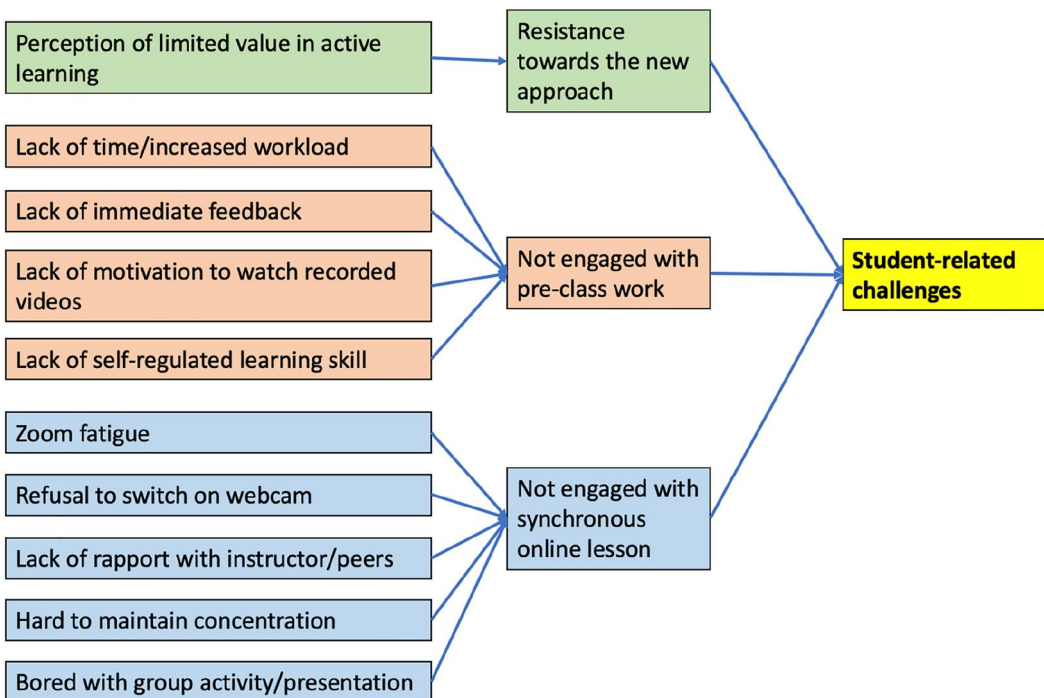 Perception of limited value in active
learning
Resistance
towards the new
approach
Lack of time/increased workload
Lack of immediate feedback
Lack of motivation to watch recorded
videos
Lack of self-regulated learning skill
Not engaged with
pre-class work
Student-related
challenges
Zoom fatigue
Refusal to switch on webcam
Lack of rapport with instructor/peers
Hard to maintain concentration
Bored with group activity/presentation
Not engaged with
synchronous
online lesson